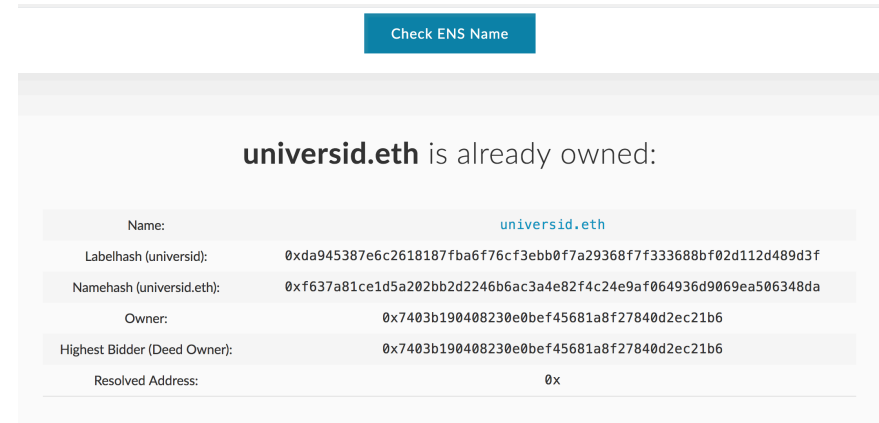 Check ENS Name
universid.eth is already owned:
Name: universid.eth
Labelhash (universid): 0xda945387e6c2618187fba6f76cf3ebb0f7a29368f7f333688bf02d112d489d3f
Namehash (universid.eth): 0xf637a81ce1d5a202bb2d2246b6ac3a4e82f4c24e9af064936d9069ea506348da
Owner: 0x7403b190408230e0bef45681a8f27840d2ec21b6
Highest Bidder (Deed Owner): 0x7403b190408230e0bef45681a8f27840d2ec21b6
Resolved Address: 0x